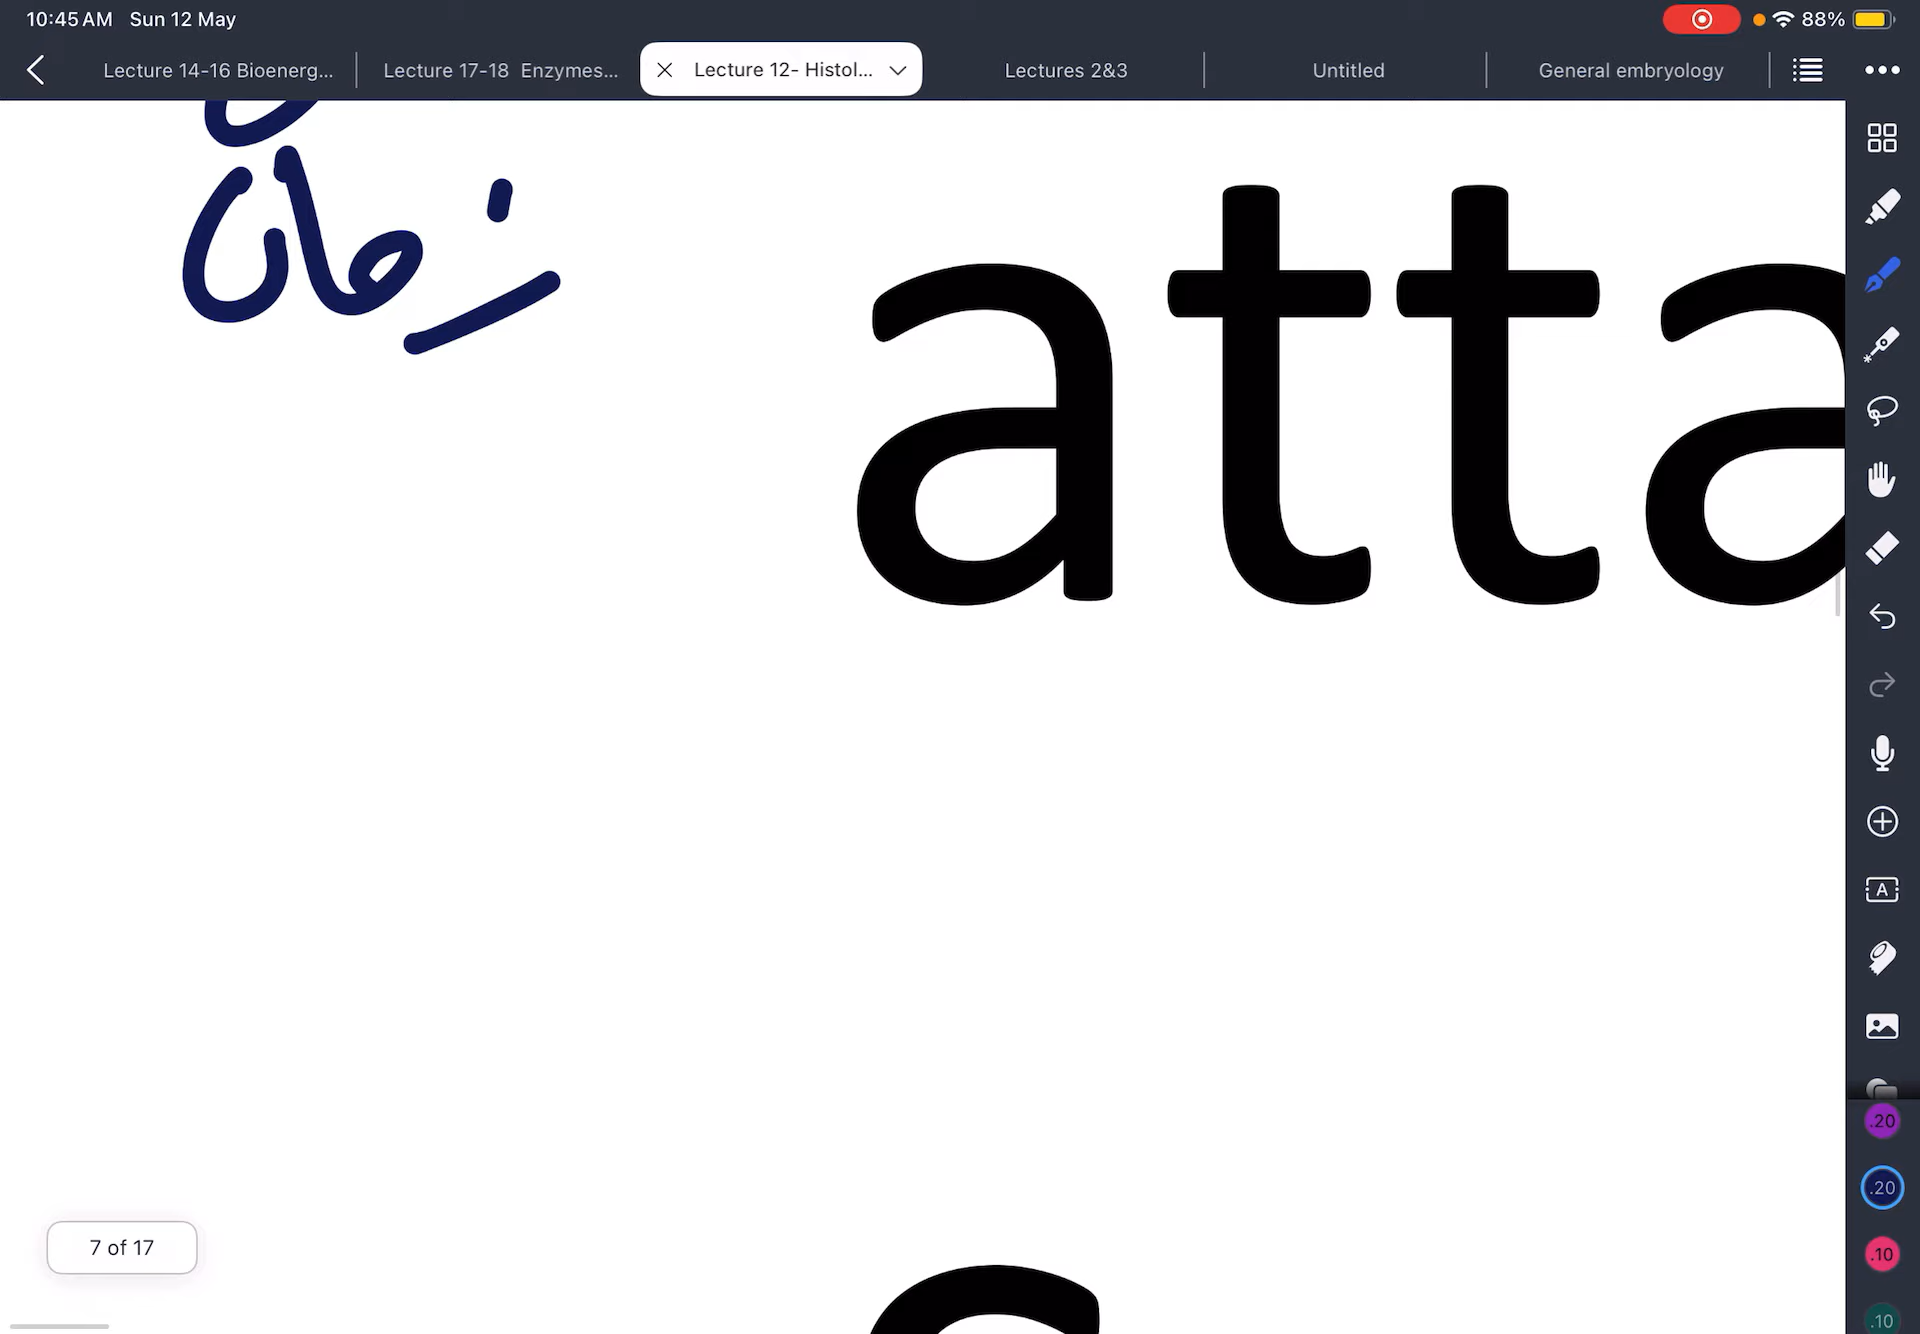 10:45 AM Sun 12 May
88%
Lecture 14-16 Bioenerg...
Lecture 17-18 Enzymes...
Lecture 12- Histol...
Lectures 2&3
Untitled
General embryology
atta
A
.20
.20
.10
.10
7 of 17